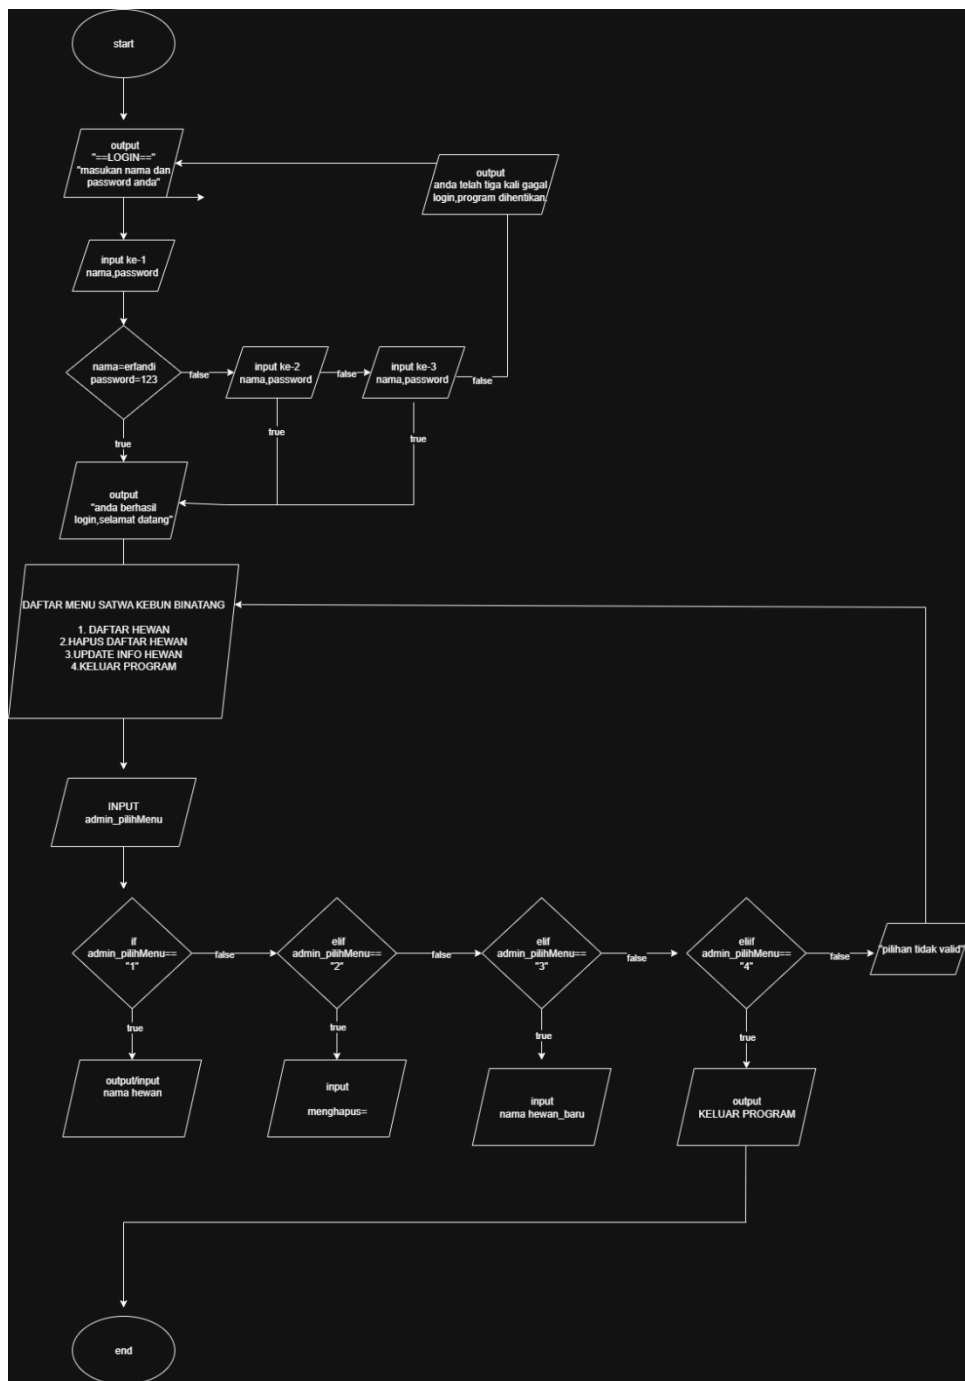 start
output
"==LOGIN=="
"masukan nama dan
password anda"
output
anda telah tiga kali gagal
login,program dihentikan.
input ke-1
nama,password
nama=erfandi
password=123
false
input ke-2
nama,password
false
input ke-3
nama,password
false
true
true
true
output
"anda berhasil
login,selamat datang"
DAFTAR MENU SATWA KEBUN BINATANG
1. DAFTAR HEWAN
2.HAPUS DAFTAR HEWAN
3.UPDATE INFO HEWAN
4.KELUAR PROGRAM
INPUT
admin_pilihMenu
if
admin_pilihMenu==
"1"
false
elif
admin_pilihMenu==
"2"
false
elif
admin_pilihMenu==
"3"
false
eliif
admin_pilihMenu==
"4"
false
"pilihan tidak valid?
true
true
true
true
output/input
nama hewan
input
menghapus=
input
nama hewan_baru
output
KELUAR PROGRAM
end